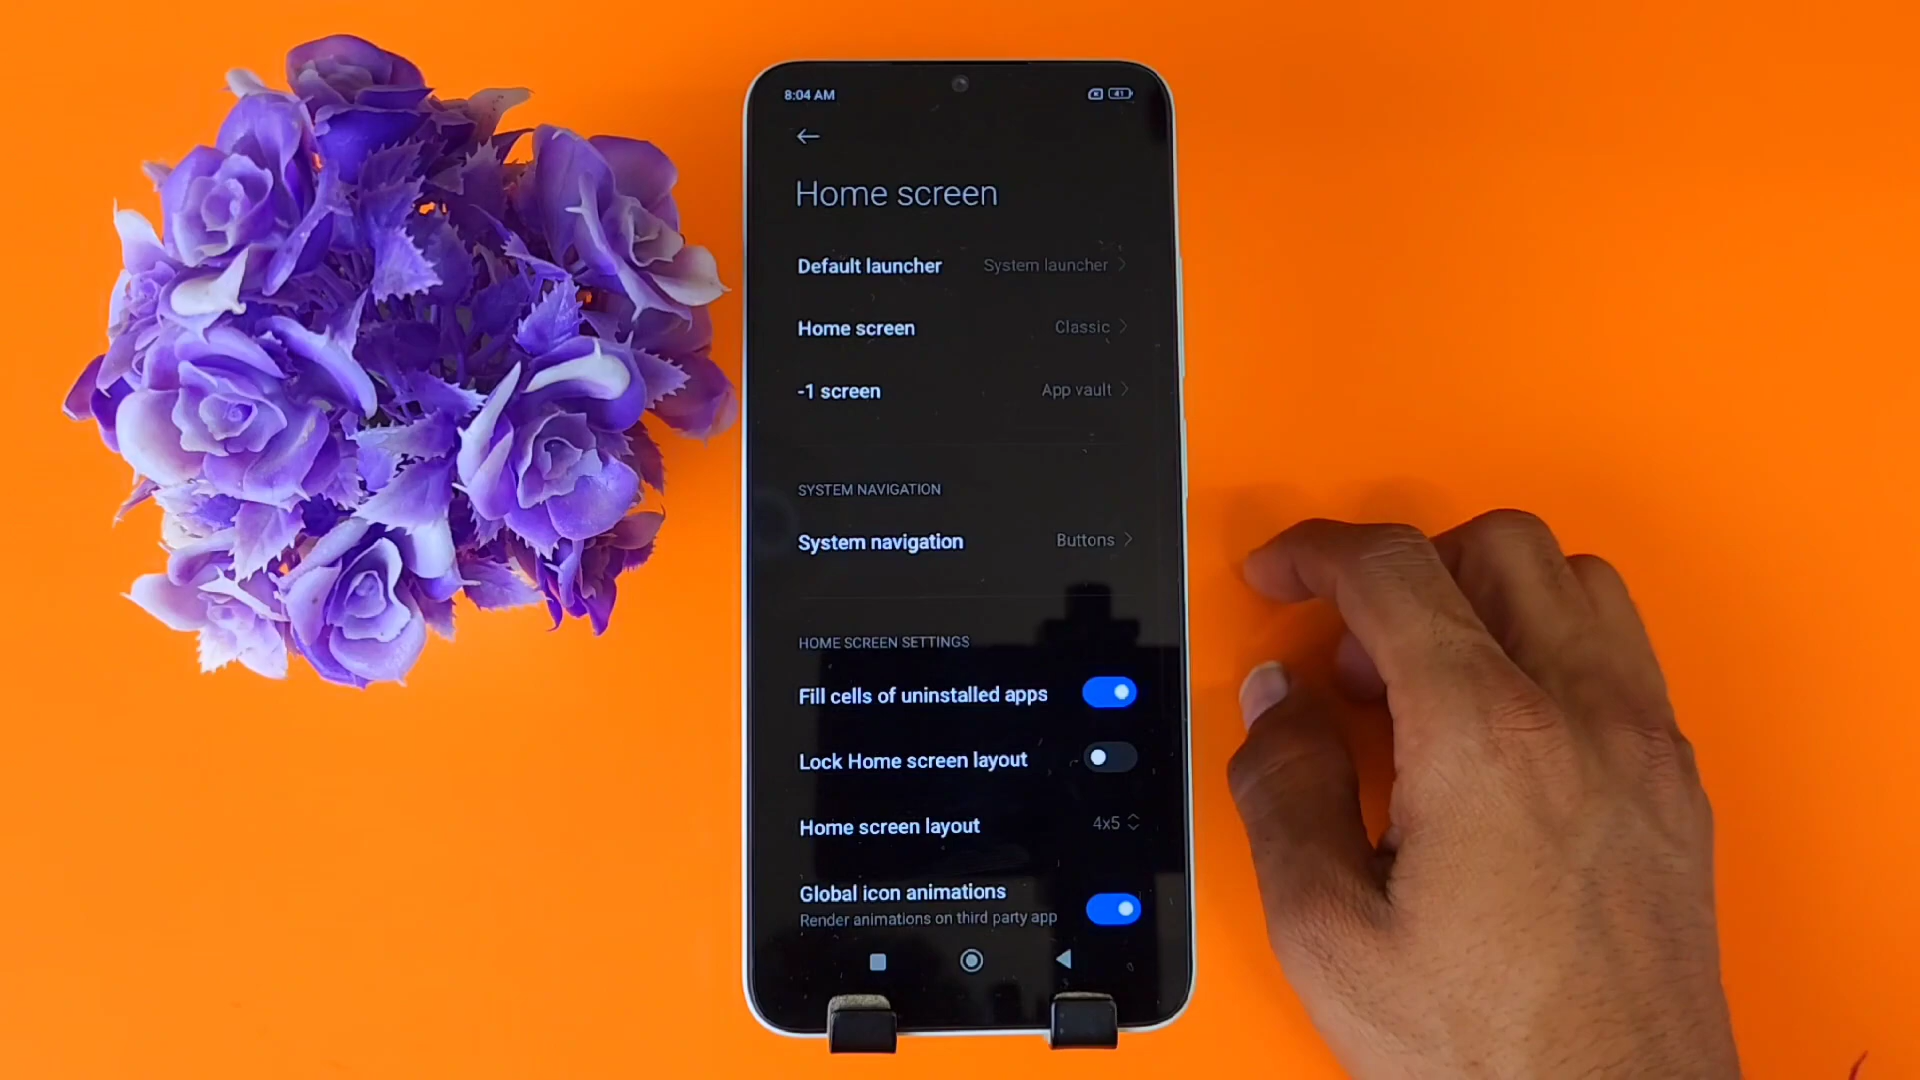 8:04 AM
41
Home screen
Default launcher System launcher
Home screen Classic
-1 screen App vault
SYSTEM NAVIGATION
System navigation Buttons
HOME SCREEN SETTINGS
Fill cells of uninstalled apps
Lock Home screen layout
Home screen layout 4x5
Global icon animations
Render animations on third party app